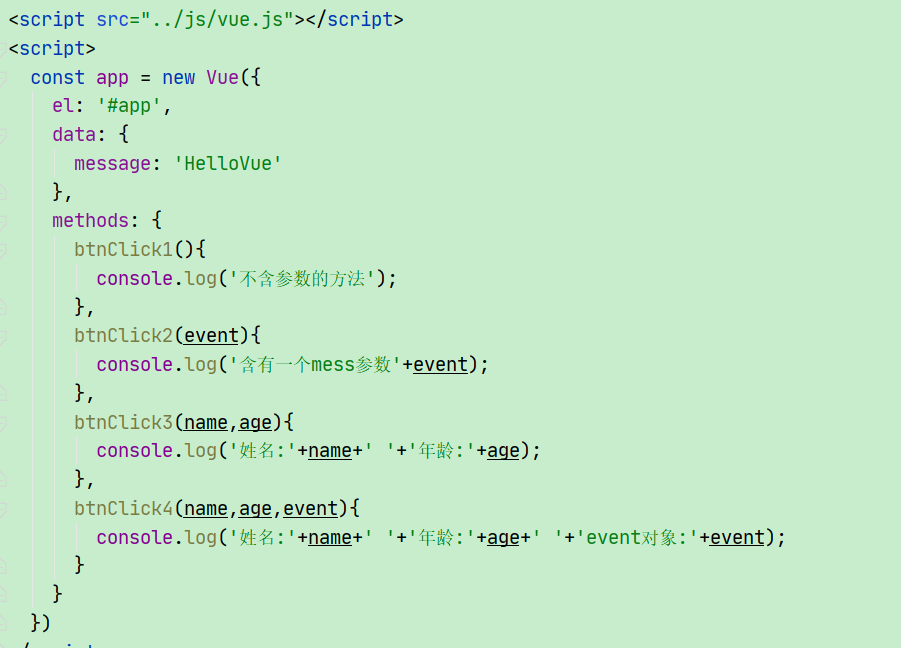 <script src="../js/vue.js"></script>
<script>
const app = new Vue({
el: '#app',
data: {
message: 'HelloVue'
},
methods: {
btnClick1(){
console.log('不含参数的方法');
},
btnClick2(event){
console.log('含有一个mess参数'+event);
},
btnClick3(name,age){
console.log('姓名:'+name+' '+'年龄:'+age);
},
btnClick4(name,age,event){
console.log('姓名:'+name+' '+'年龄:'+age+' '+'event对象:'+event);
}
}
})